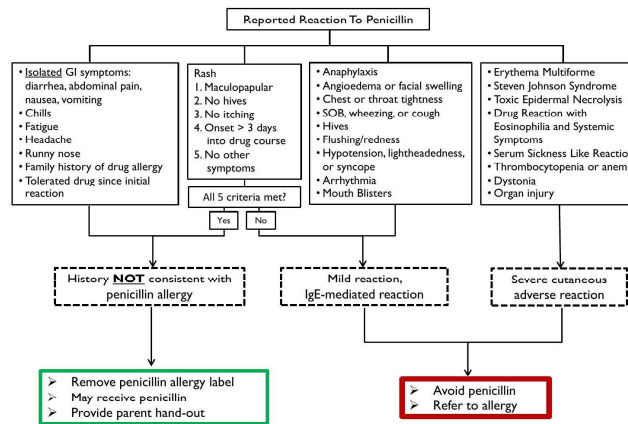 Reported Reaction To Penicillin
• Isolated GI symptoms:
diarrhea, abdominal pain,
nausea, vomiting
• Chills
• Fatigue
• Headache
• Runny nose
• Family history of drug allergy
• Tolerated drug since initial
reaction
Rash
1. Maculopapular
2. No hives
3. No itching
4. Onset > 3 days
into drug course
5. No other
symptoms
All 5 criteria met?
Yes
No
• Anaphylaxis
• Angioedema or facial swelling
• Chest or throat tightness
• SOB, wheezing, or cough
• Hives
• Flushing/redness
• Hypotension, lightheadedness,
or syncope
• Arrhythmia
• Mouth Blisters
• Erythema Multiforme
• Steven Johnson Syndrome
• Toxic Epidermal Necrolysis
• Drug Reaction with
Eosinophilia and Systemic
Symptoms
• Serum Sickness Like Reactio
• Thrombocytopenia or anem
• Dystonia
• Organ injury
History NOT consistent with
penicillin allergy
Mild reaction,
IgE-mediated reaction
Severe cutaneous
adverse reaction
➢ Remove penicillin allergy label
➢ May receive penicillin
➢ Provide parent hand-out
➢ Avoid penicillin
➢ Refer to allergy